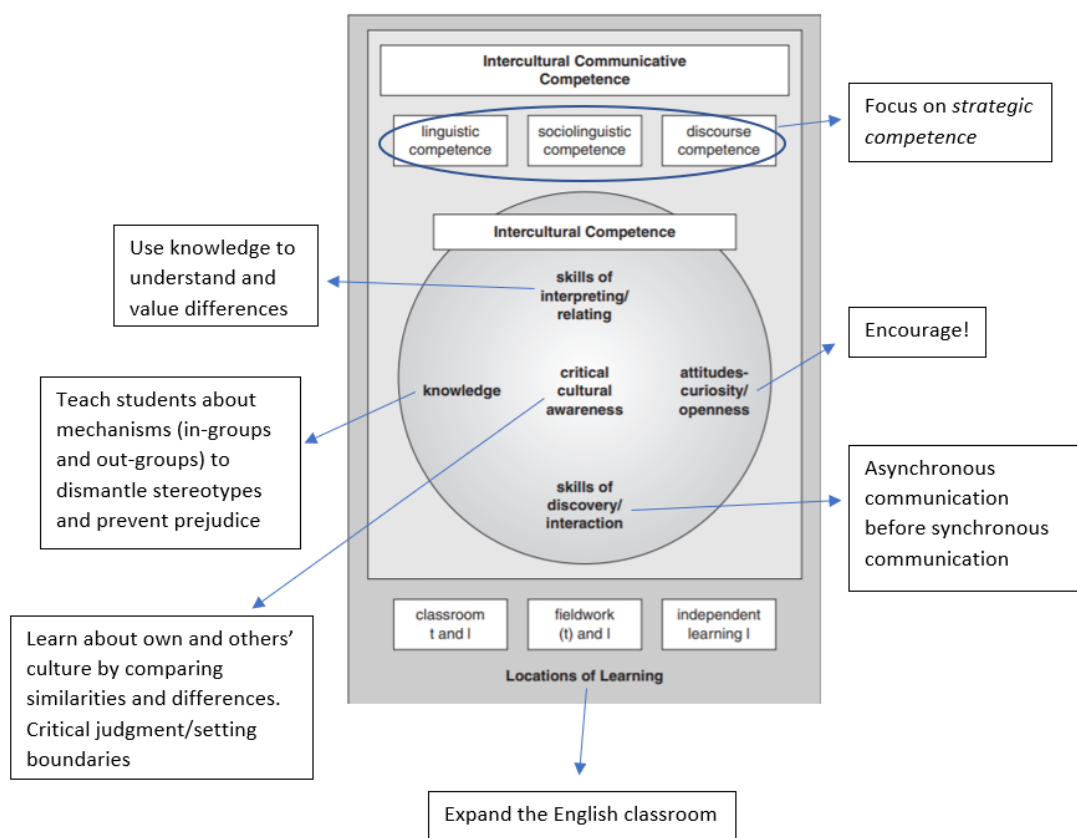 Intercultural Communicative
Competence
linguistic
competence
sociolinguistic
competence
discourse
competence
Focus on strategic
competence
Intercultural Competence
Use knowledge to
understand and
value differences
skills of
interpreting/
relating
Encourage!
Teach students about
mechanisms (in-groups
and out-groups) to
dismantle stereotypes
and prevent prejudice
knowledge
critical
cultural
awareness
attitudes-
curiosity/
openness
skills of
discovery/
interaction
Asynchronous
communication
before synchronous
communication
Learn about own and others’
culture by comparing
similarities and differences.
Critical judgment/setting
boundaries
classroom
t and l
fieldwork
(t) and l
independent
learning l
Locations of Learning
Expand the English classroom